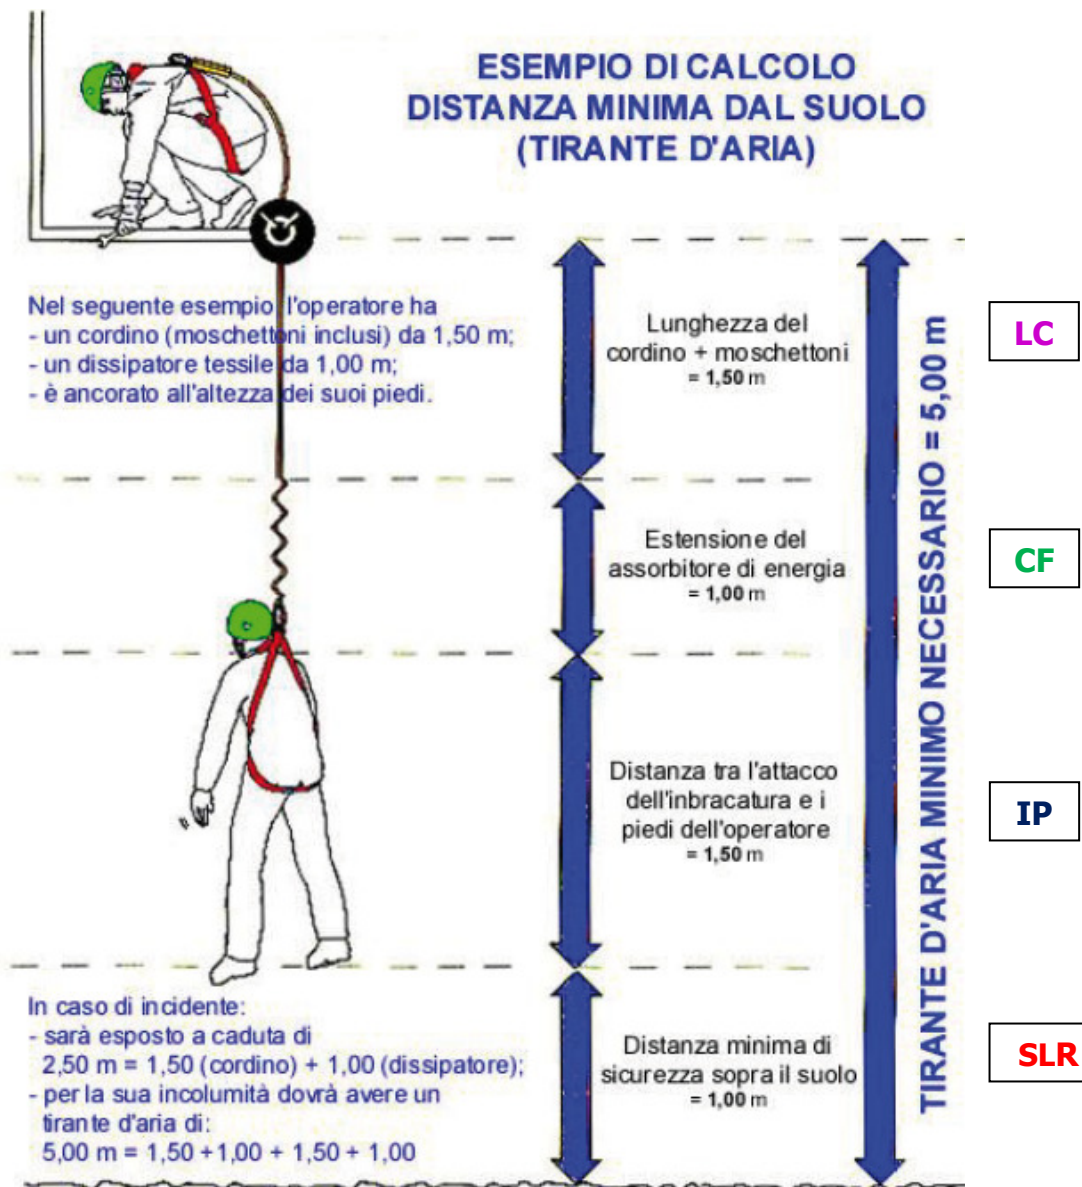 ESEMPIO DI CALCOLO
DISTANZA MINIMA DAL SUOLO
(TIRANTE D'ARIA)
Nel seguente esempio l'operatore ha
- un cordino (moschettoni inclusi) da 1,50 m;
- un dissipatore tessile da 1,00 m;
- è ancorato all'altezza dei suoi piedi.
Lunghezza del
cordino + moschettoni
= 1,50 m
LC
Estensione del
assorbitore di energia
= 1,00 m
CF
Distanza tra l'attacco
dell'inbracatura e i
piedi dell'operatore
= 1,50 m
IP
TIRANTE D'ARIA MINIMO NECESSARIO = 5,00 m
In caso di incidente:
- sarà esposto a caduta di
2,50 m = 1,50 (cordino) + 1,00 (dissipatore);
- per la sua incolumità dovrà avere un
tirante d'aria di:
5,00 m = 1,50 +1,00 + 1,50 + 1,00
Distanza minima di
sicurezza sopra il suolo
= 1,00 m
SLR